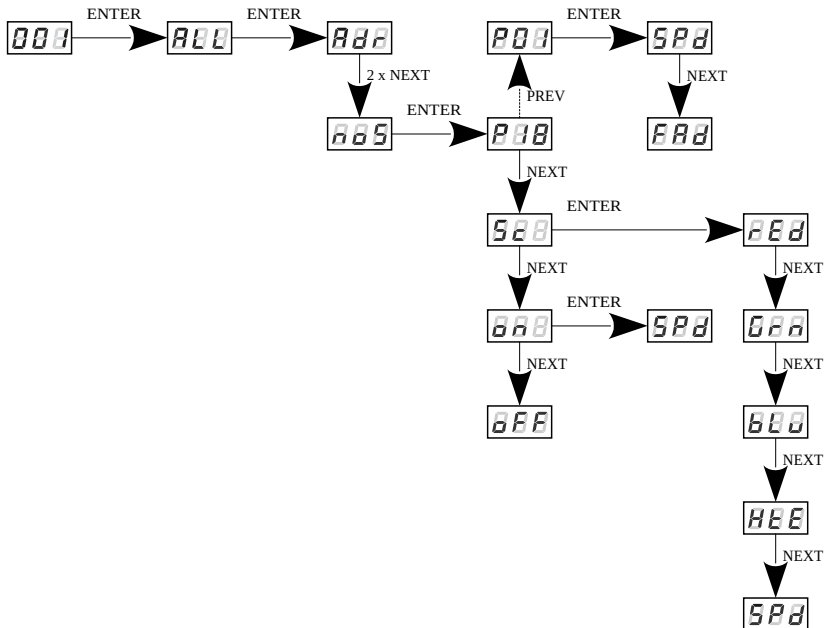 ENTER ENTER ENTER
001 ALL Adr P01 SPd
2 x NEXT NEXT
PREV
ENTER
noS P18 FAd
NEXT
ENTER
Sc rEd
NEXT NEXT
ENTER
on SPd Grn
NEXT NEXT
oFF bLu
NEXT
HtE
NEXT
SPd